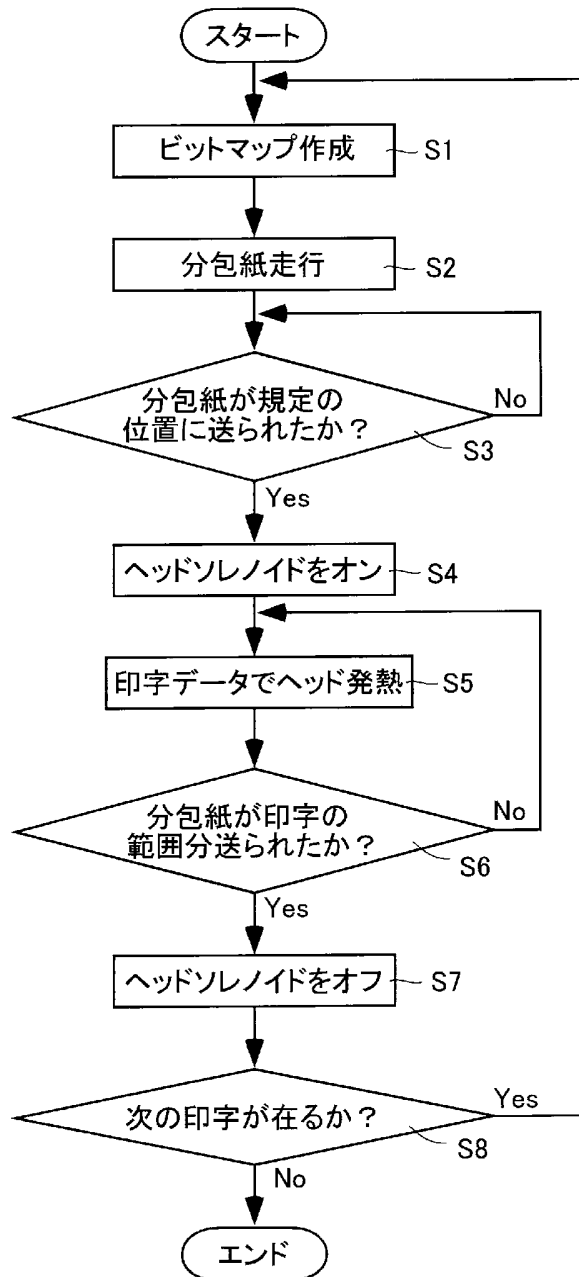 スタート
ビットマップ作成
S1
分包紙走行
S2
分包紙が規定の
位置に送られたか？
No
S3
Yes
ヘッドソレノイドをオン
S4
印字データでヘッド発熱
S5
分包紙が印字の
範囲分送られたか？
No
S6
Yes
ヘッドソレノイドをオフ
S7
次の印字が在るか？
Yes
S8
No
エンド